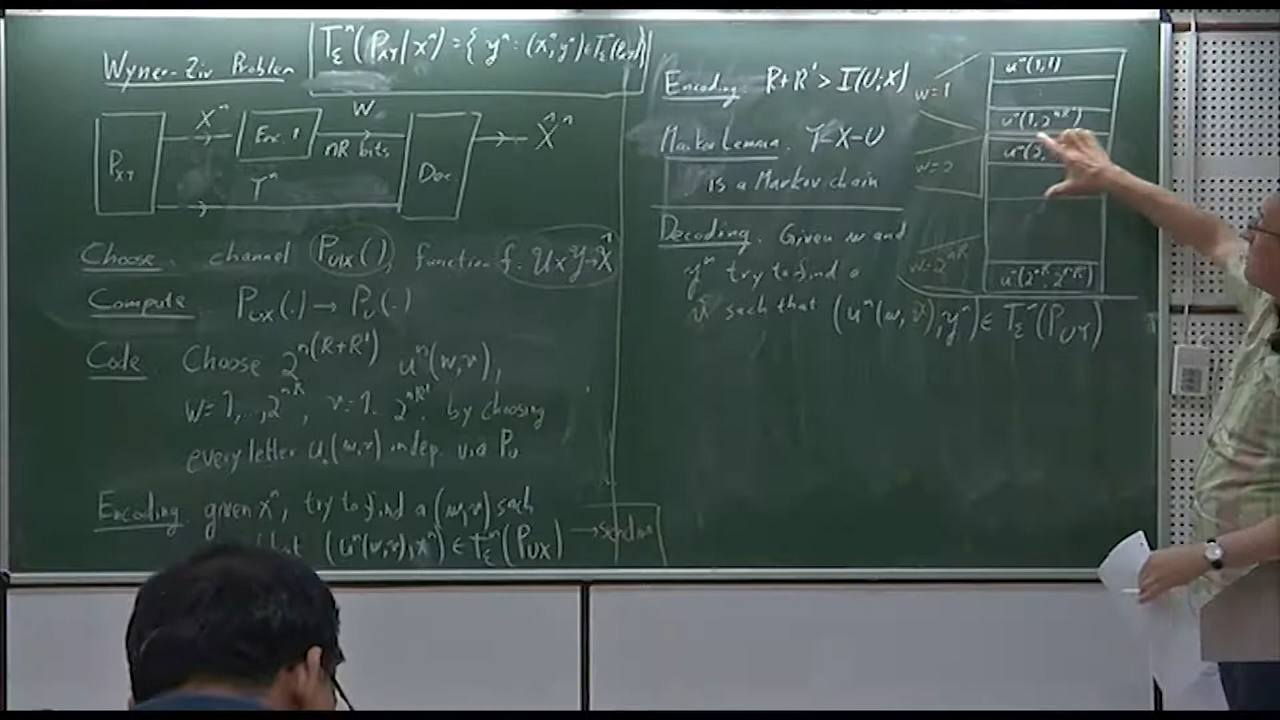 Wyner-Ziv Problem
T_ε^n(P_XY|x^n) = { y^n : (x^n, y^n) ∈ T_ε^n(P_XY) }
X^n
W
X̂^n
P_XY
Enc. 1
nR bits
Dec
Y^n
Choose channel P_U|X(.), function f: U×Y→X̂
Compute P_UX(.) → P_U(.)
Code Choose 2^n(R+R') u^n(w,v),
w=1,..,2^nR, v=1. 2^nR', by choosing
every letter u_i(w,v) indep. via P_U
Encoding. given x^n, try to find a (w,v) such
that (u^n(w,v), x^n) ∈ T_ε^n(P_UX) → send w
Encoding. R+R' > I(U;X)
Markov Lemma. Y-X-U
is a Markov chain
Decoding. Given w and
y^n try to find a
ṽ such that (u^n(w,ṽ), y^n) ∈ T_ε^n(P_UY)
w=1
w=2
w=2^nR
u^n(1,1)
u^n(1,2^nR')
u^n(2,
u^n(2^nR, 2^nR')